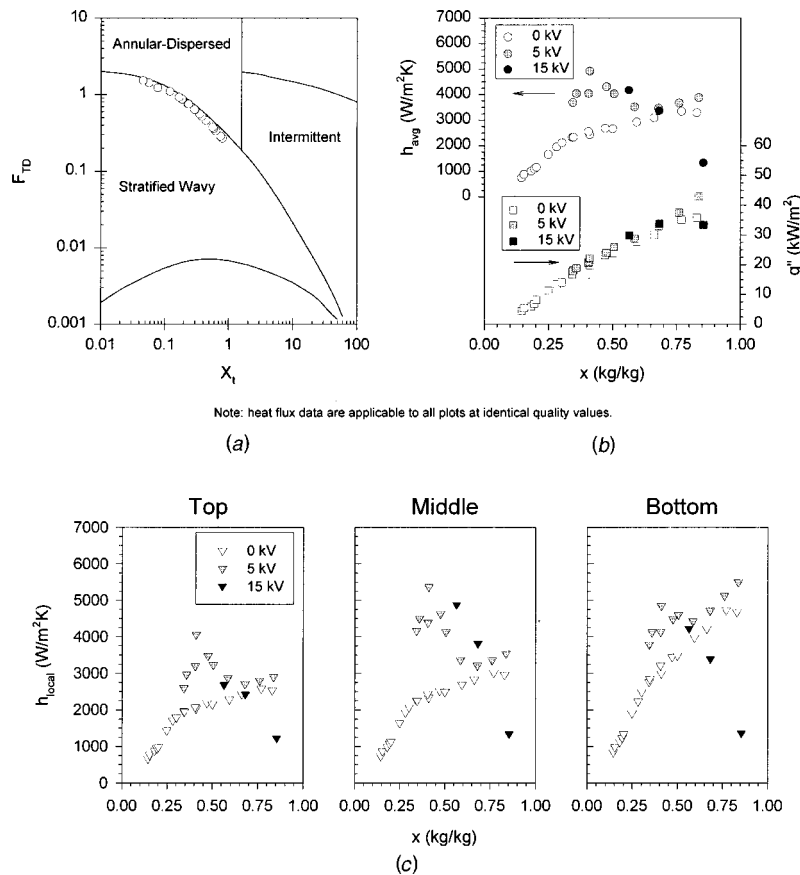 10
1
0.1
0.01
0.001
0.01
0.10
1
10
100
F_TD
X_t
Annular-Dispersed
Intermittent
Stratified Wavy
(a)
7000
6000
5000
4000
3000
2000
1000
0
h_avg (W/m²K)
0 kV
5 kV
15 kV
0 kV
5 kV
15 kV
60
50
40
30
20
10
0
q" (kW/m²)
0.00
0.25
0.50
0.75
1.00
x (kg/kg)
Note: heat flux data are applicable to all plots at identical quality values.
(b)
Top
Middle
Bottom
7000
6000
5000
4000
3000
2000
1000
0
h_local (W/m²K)
0 kV
5 kV
15 kV
0.00 0.25 0.50 0.75 1.00
0.00 0.25 0.50 0.75 1.00
0.00 0.25 0.50 0.75 1.00
x (kg/kg)
x (kg/kg)
(c)